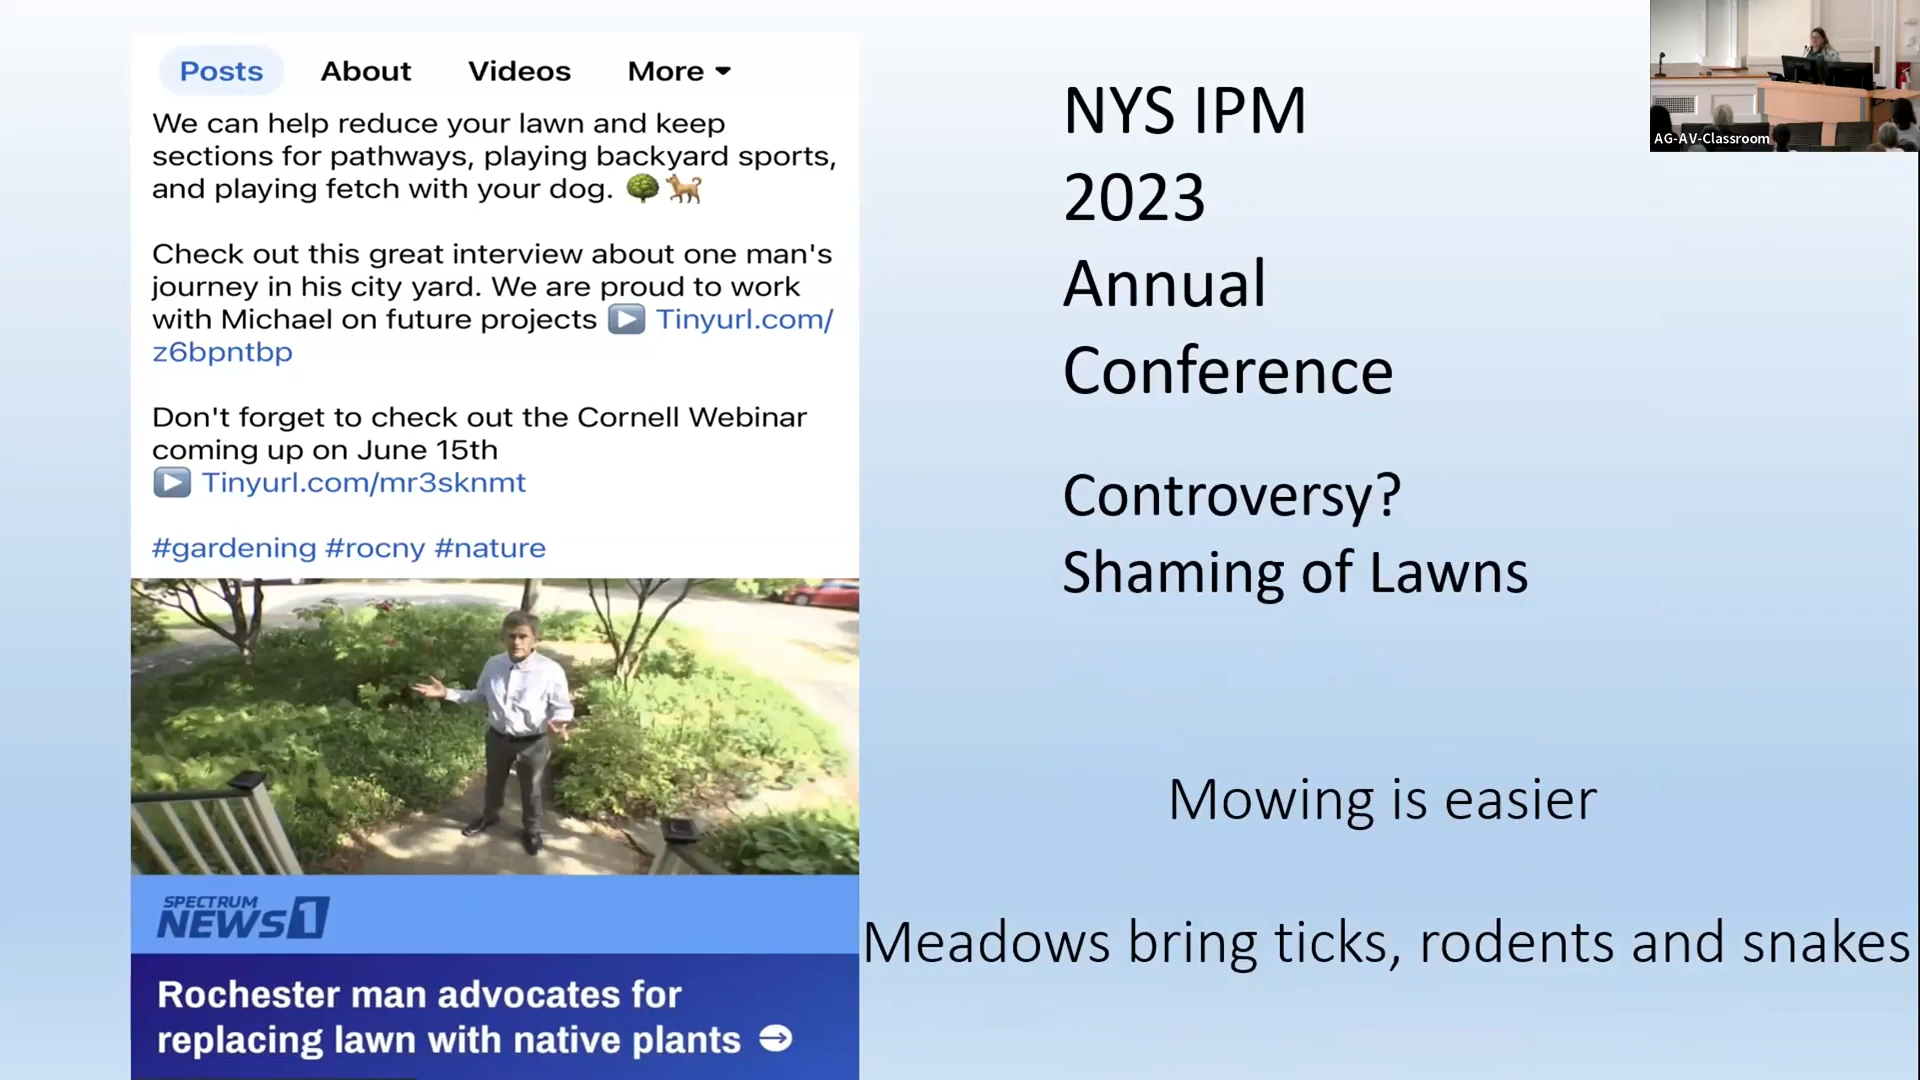 Posts About Videos More
We can help reduce your lawn and keep
sections for pathways, playing backyard sports,
and playing fetch with your dog.
Check out this great interview about one man's
journey in his city yard. We are proud to work
with Michael on future projects Tinyurl.com/
z6bpntbp
Don't forget to check out the Cornell Webinar
coming up on June 15th
Tinyurl.com/mr3sknmt
#gardening #rocny #nature
SPECTRUM
NEWS 1
Rochester man advocates for
replacing lawn with native plants
NYS IPM
2023
Annual
Conference
Controversy?
Shaming of Lawns
Mowing is easier
Meadows bring ticks, rodents and snakes
AG-AV-Classroom